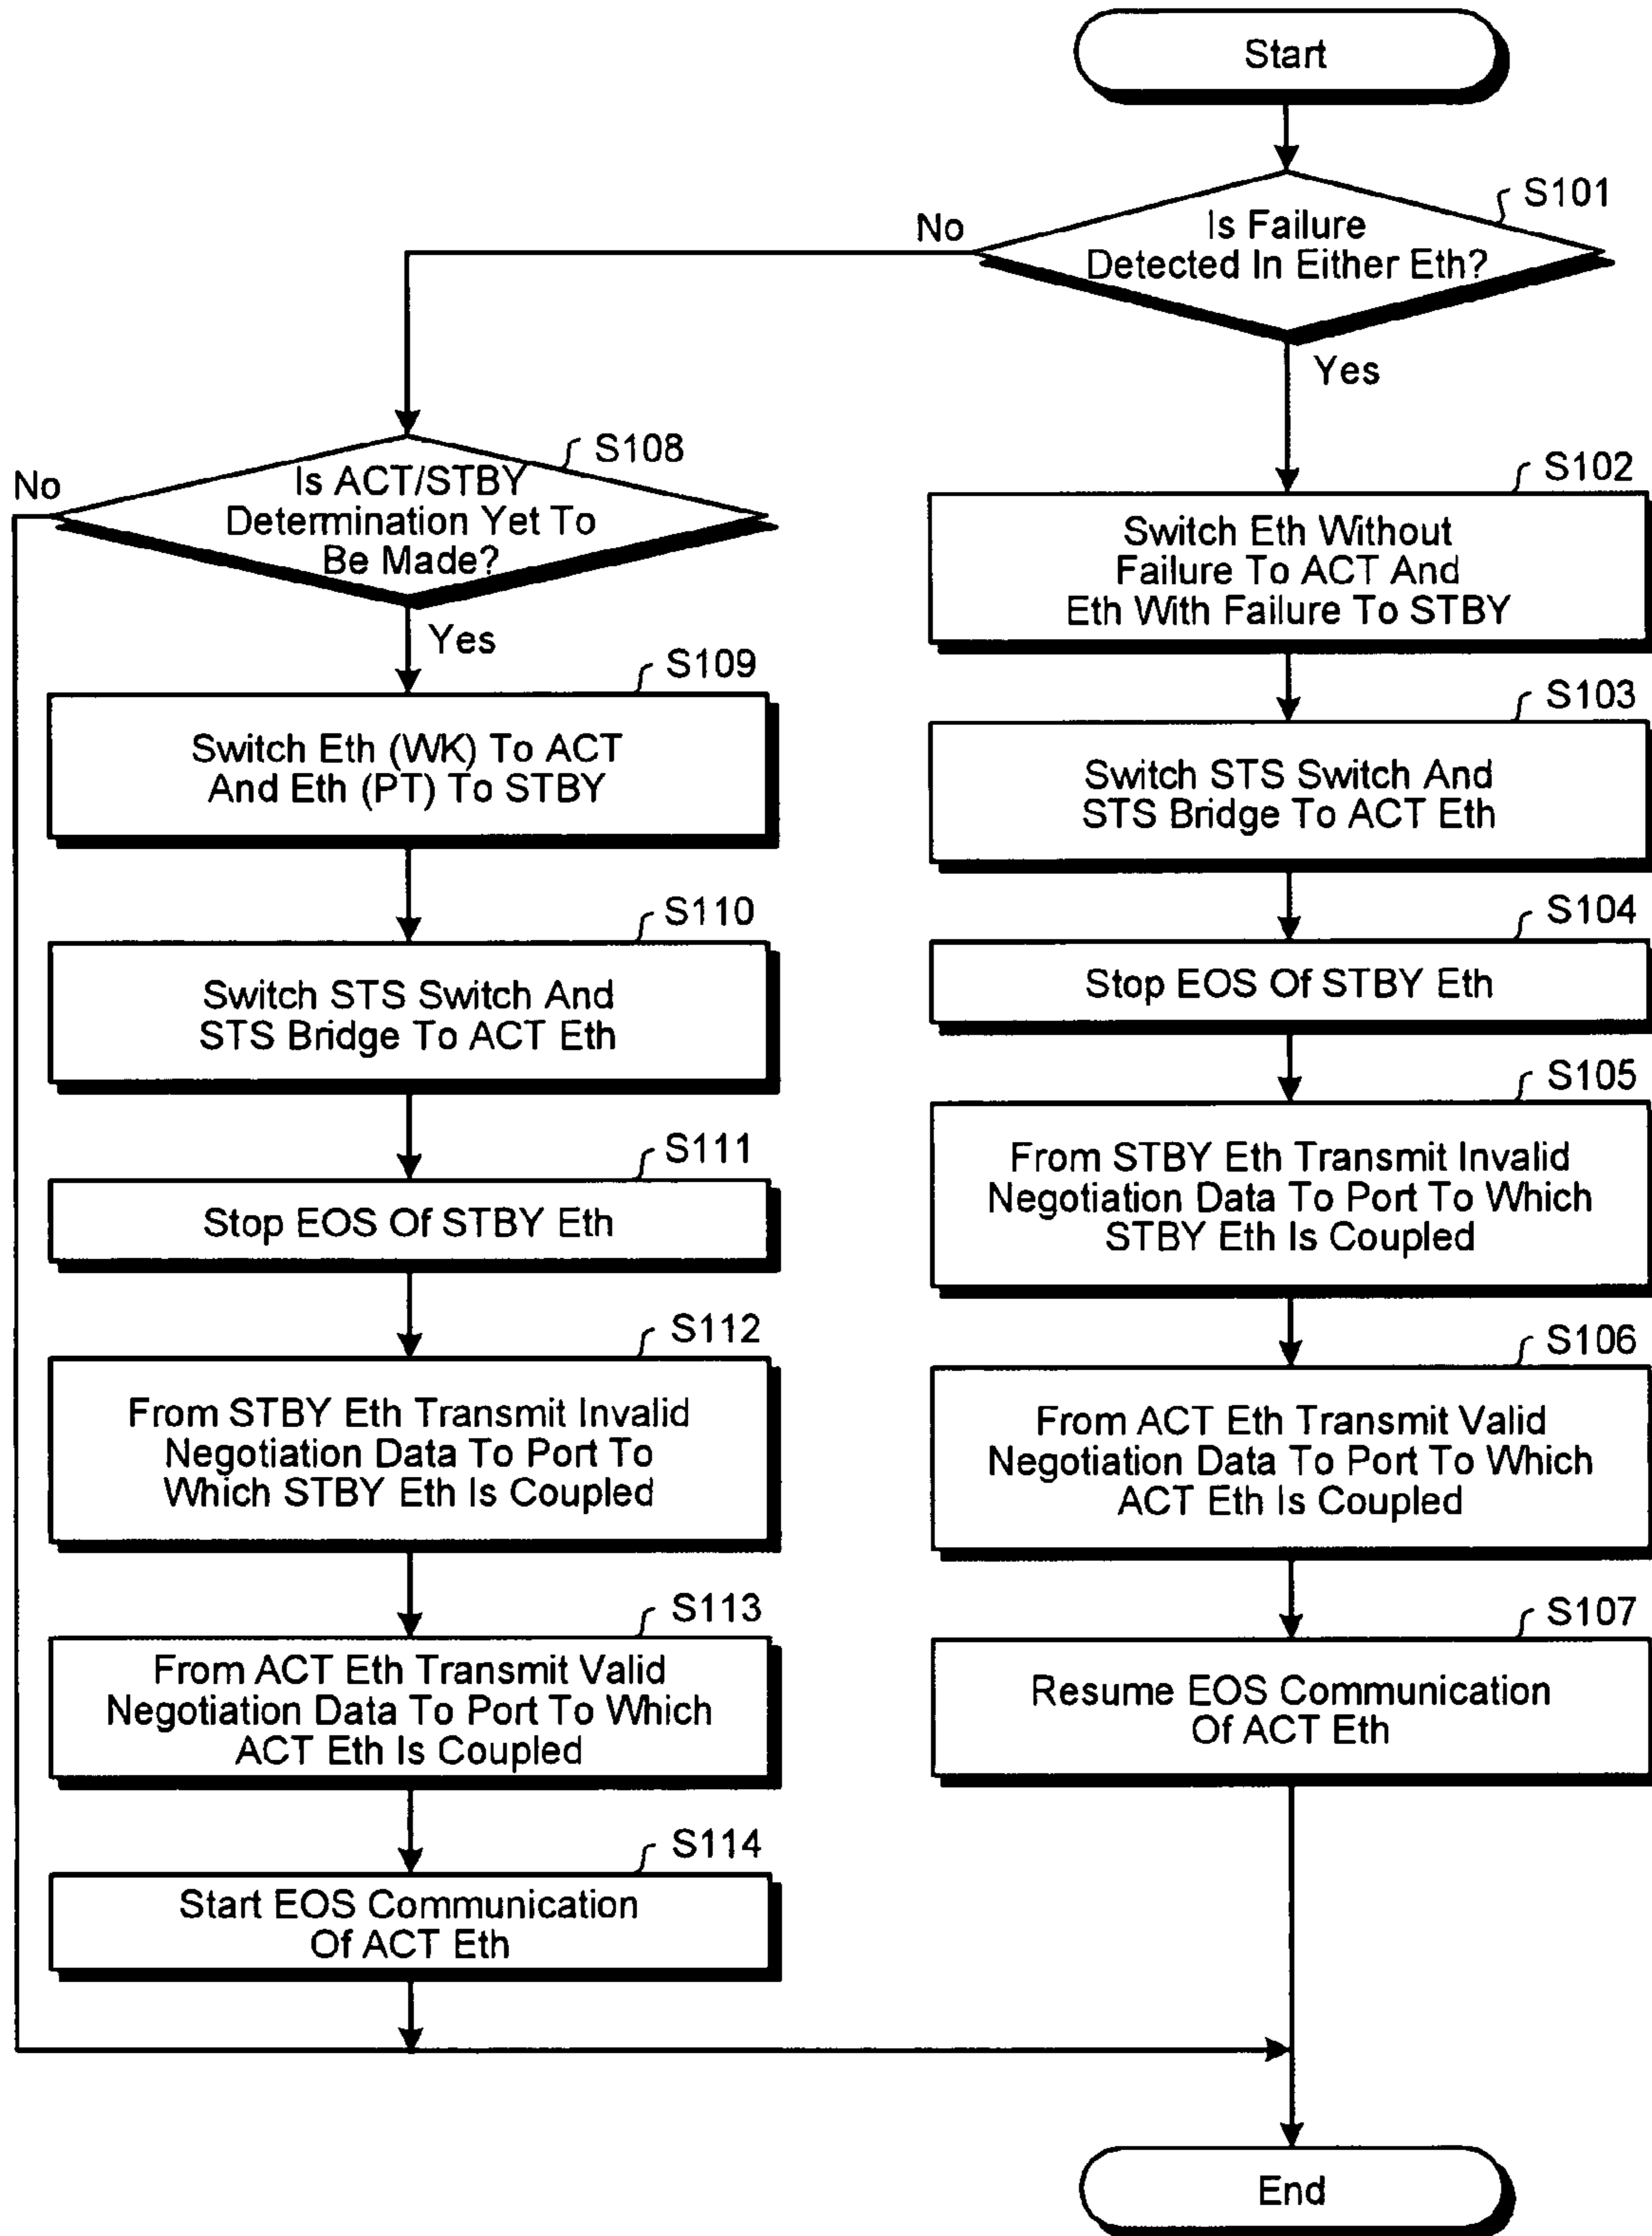 Start
S101
Is Failure
Detected In Either Eth?
No
Yes
S108
Is ACT/STBY
Determination Yet To
Be Made?
No
Yes
S102
Switch Eth Without
Failure To ACT And
Eth With Failure To STBY
S103
Switch STS Switch And
STS Bridge To ACT Eth
S104
Stop EOS Of STBY Eth
S105
From STBY Eth Transmit Invalid
Negotiation Data To Port To Which
STBY Eth Is Coupled
S106
From ACT Eth Transmit Valid
Negotiation Data To Port To Which
ACT Eth Is Coupled
S107
Resume EOS Communication
Of ACT Eth
S109
Switch Eth (WK) To ACT
And Eth (PT) To STBY
S110
Switch STS Switch And
STS Bridge To ACT Eth
S111
Stop EOS Of STBY Eth
S112
From STBY Eth Transmit Invalid
Negotiation Data To Port To
Which STBY Eth Is Coupled
S113
From ACT Eth Transmit Valid
Negotiation Data To Port To Which
ACT Eth Is Coupled
S114
Start EOS Communication
Of ACT Eth
End